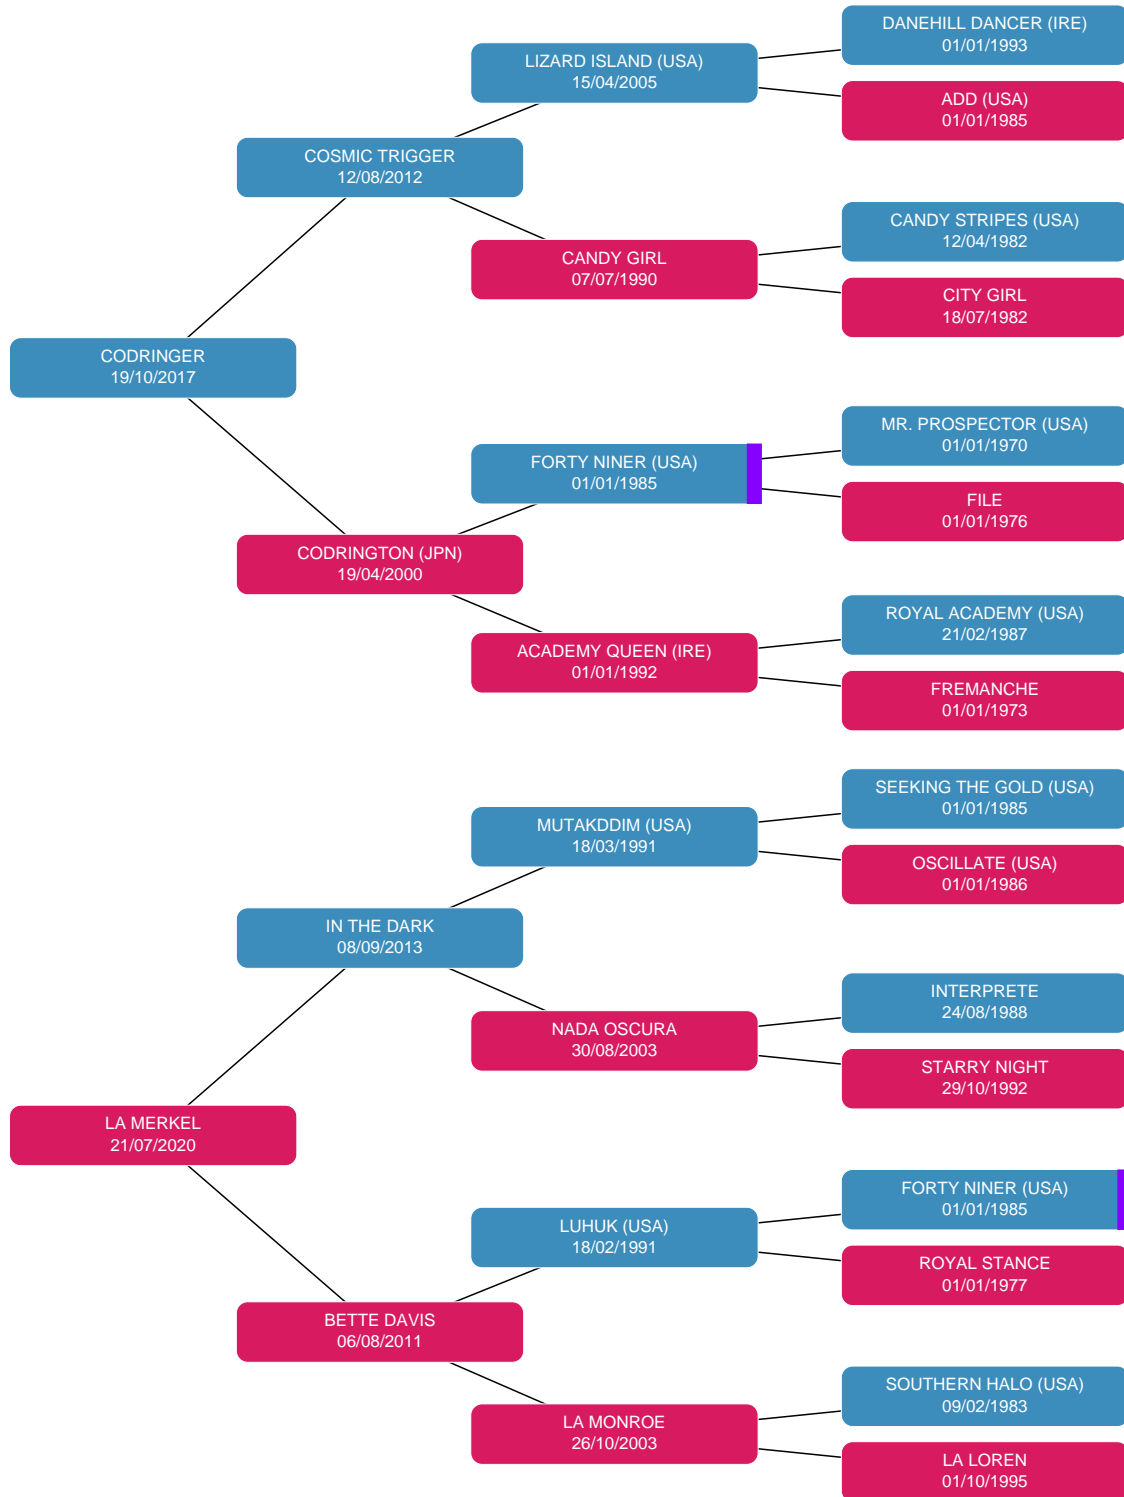 DANEHILL DANCER (IRE)
01/01/1993
LIZARD ISLAND (USA)
15/04/2005
ADD (USA)
01/01/1985
COSMIC TRIGGER
12/08/2012
CANDY STRIPES (USA)
12/04/1982
CANDY GIRL
07/07/1990
CITY GIRL
18/07/1982
CODRINGER
19/10/2017
MR. PROSPECTOR (USA)
01/01/1970
FORTY NINER (USA)
01/01/1985
FILE
01/01/1976
CODRINGTON (JPN)
19/04/2000
ROYAL ACADEMY (USA)
21/02/1987
ACADEMY QUEEN (IRE)
01/01/1992
FREMANCHE
01/01/1973
SEEKING THE GOLD (USA)
01/01/1985
MUTAKDDIM (USA)
18/03/1991
OSCILLATE (USA)
01/01/1986
IN THE DARK
08/09/2013
INTERPRETE
24/08/1988
NADA OSCURA
30/08/2003
STARRY NIGHT
29/10/1992
LA MERKEL
21/07/2020
FORTY NINER (USA)
01/01/1985
LUHUK (USA)
18/02/1991
ROYAL STANCE
01/01/1977
BETTE DAVIS
06/08/2011
SOUTHERN HALO (USA)
09/02/1983
LA MONROE
26/10/2003
LA LOREN
01/10/1995